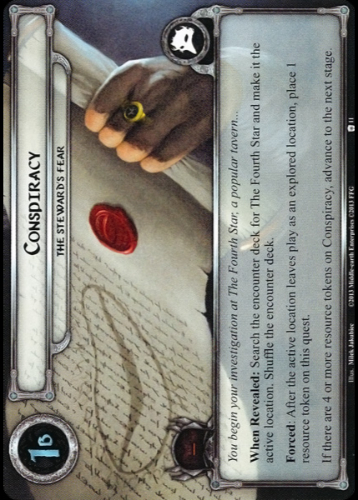 1B
CONSPIRACY
THE STEWARD'S FEAR
You begin your investigation at The Fourth Star, a popular tavern...
When Revealed: Search the encounter deck for The Fourth Star and make it the
active location. Shuffle the encounter deck.
Forced: After the active location leaves play as an explored location, place 1
resource token on this quest.
If there are 4 or more resource tokens on Conspiracy, advance to the next stage.
Illus. Milek Jakubiec ©2013 Middle-earth Enterprises ©2013 FFG 11